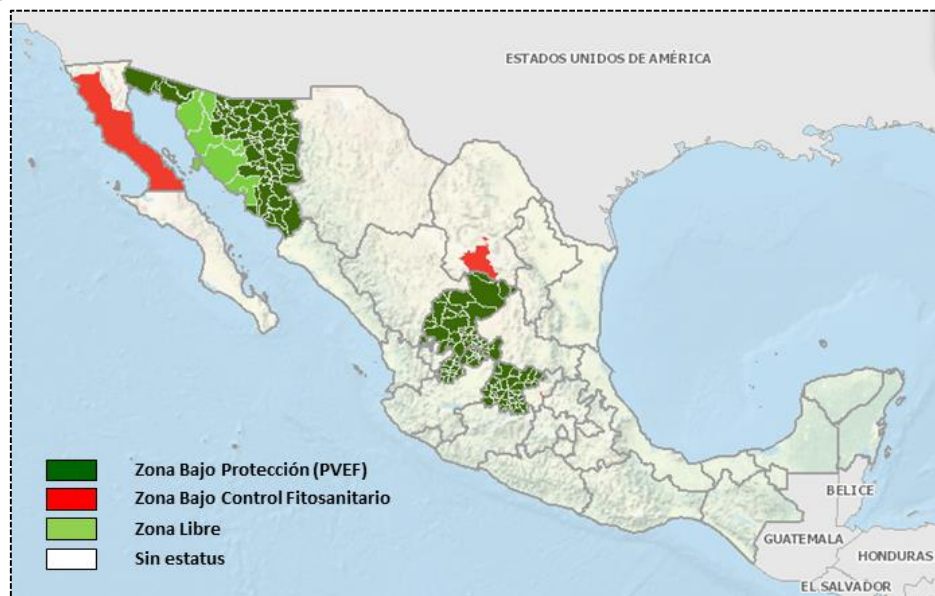 ESTADOS UNIDOS DE AMÉRICA
Zona Bajo Protección (PVEF)
Zona Bajo Control Fitosanitario
Zona Libre
Sin estatus
BELICE
GUATEMALA
HONDURAS
EL SALVADOR